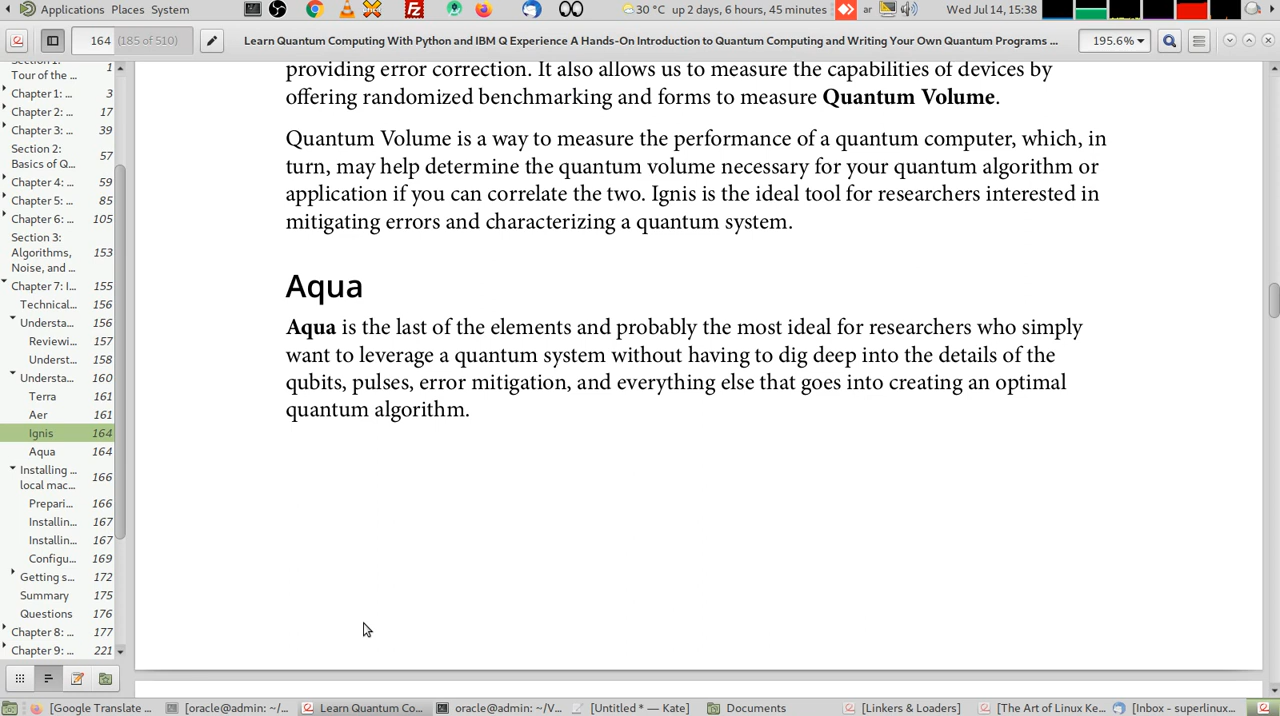 Applications Places System
30 °C up 2 days, 6 hours, 45 minutes
ar
Wed Jul 14, 15:38
164 (185 of 510)
Learn Quantum Computing With Python and IBM Q Experience A Hands-On Introduction to Quantum Computing and Writing Your Own Quantum Programs ...
195.6%
Section 1:
Tour of the ... 1
Chapter 1: ... 3
Chapter 2: ... 17
Chapter 3: ... 39
Section 2:
Basics of Q... 57
Chapter 4: ... 59
Chapter 5: ... 85
Chapter 6: ... 105
Section 3:
Algorithms, 153
Noise, and ...
Chapter 7: I... 155
Technical... 156
Understa... 156
Reviewi... 157
Underst... 158
Understa... 160
Terra 161
Aer 161
Ignis 164
Aqua 164
Installing ... 166
local mac...
Prepari... 166
Installin... 167
Installin... 167
Configu... 169
Getting s... 172
Summary 175
Questions 176
Chapter 8: ... 177
Chapter 9: ... 221
providing error correction. It also allows us to measure the capabilities of devices by
offering randomized benchmarking and forms to measure Quantum Volume.
Quantum Volume is a way to measure the performance of a quantum computer, which, in
turn, may help determine the quantum volume necessary for your quantum algorithm or
application if you can correlate the two. Ignis is the ideal tool for researchers interested in
mitigating errors and characterizing a quantum system.
Aqua
Aqua is the last of the elements and probably the most ideal for researchers who simply
want to leverage a quantum system without having to dig deep into the details of the
qubits, pulses, error mitigation, and everything else that goes into creating an optimal
quantum algorithm.
[Google Translate ...
[oracle@admin: ~/...
Learn Quantum Co...
oracle@admin: ~/V...
[Untitled * — Kate]
Documents
[Linkers & Loaders]
[The Art of Linux Ke...
[Inbox - superlinux...